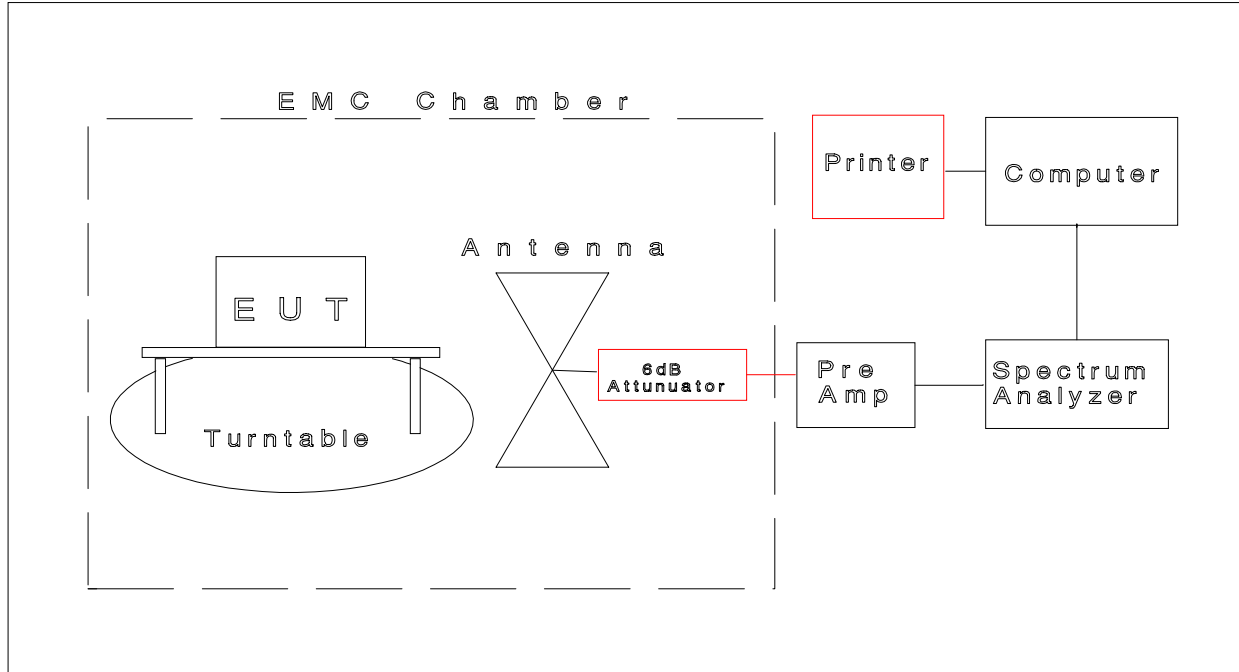 EMC Chamber
Printer
Computer
Antenna
EUT
6dB
Attunuator
Pre
Amp
Spectrum
Analyzer
Turntable